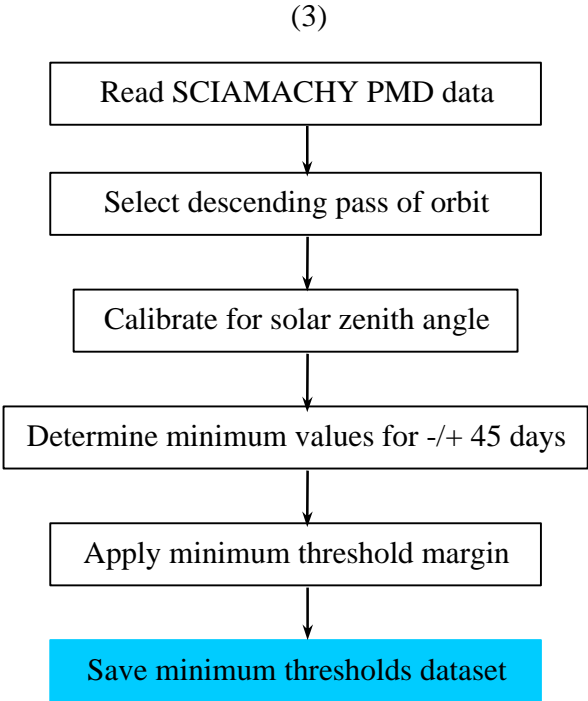 (3)
Read SCIAMACHY PMD data
Select descending pass of orbit
Calibrate for solar zenith angle
Determine minimum values for -/+ 45 days
Apply minimum threshold margin
Save minimum thresholds dataset